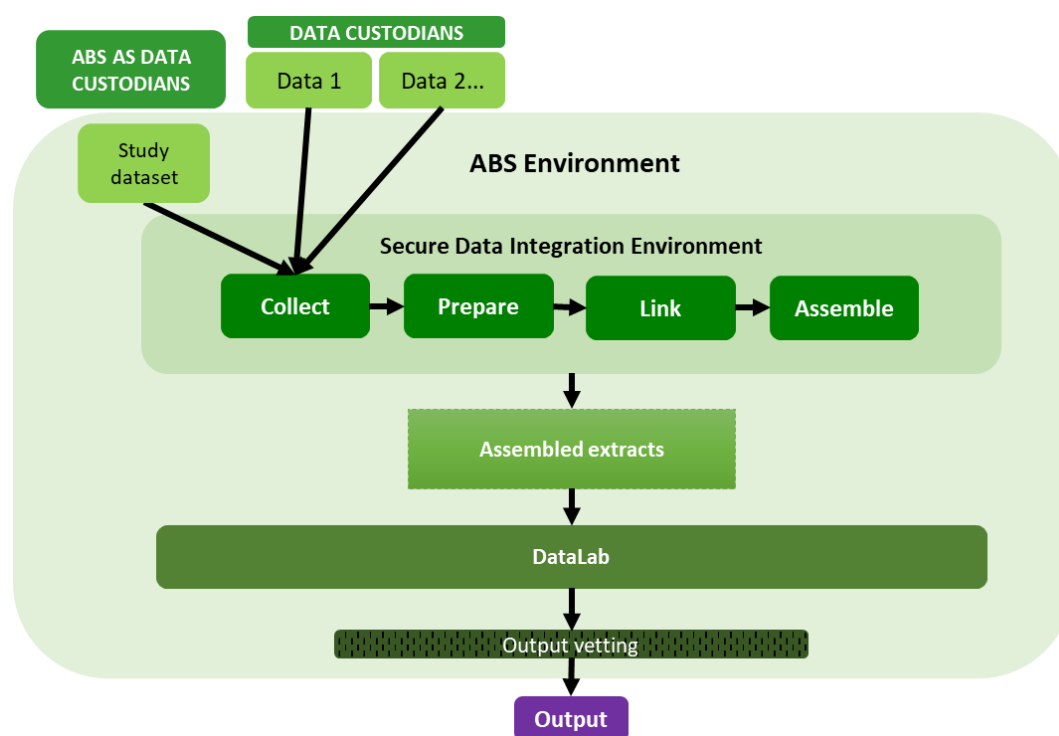 ABS AS DATA
CUSTODIANS
DATA CUSTODIANS
Data 1
Data 2...
Study
dataset
ABS Environment
Secure Data Integration Environment
Collect
Prepare
Link
Assemble
Assembled extracts
DataLab
Output vetting
Output